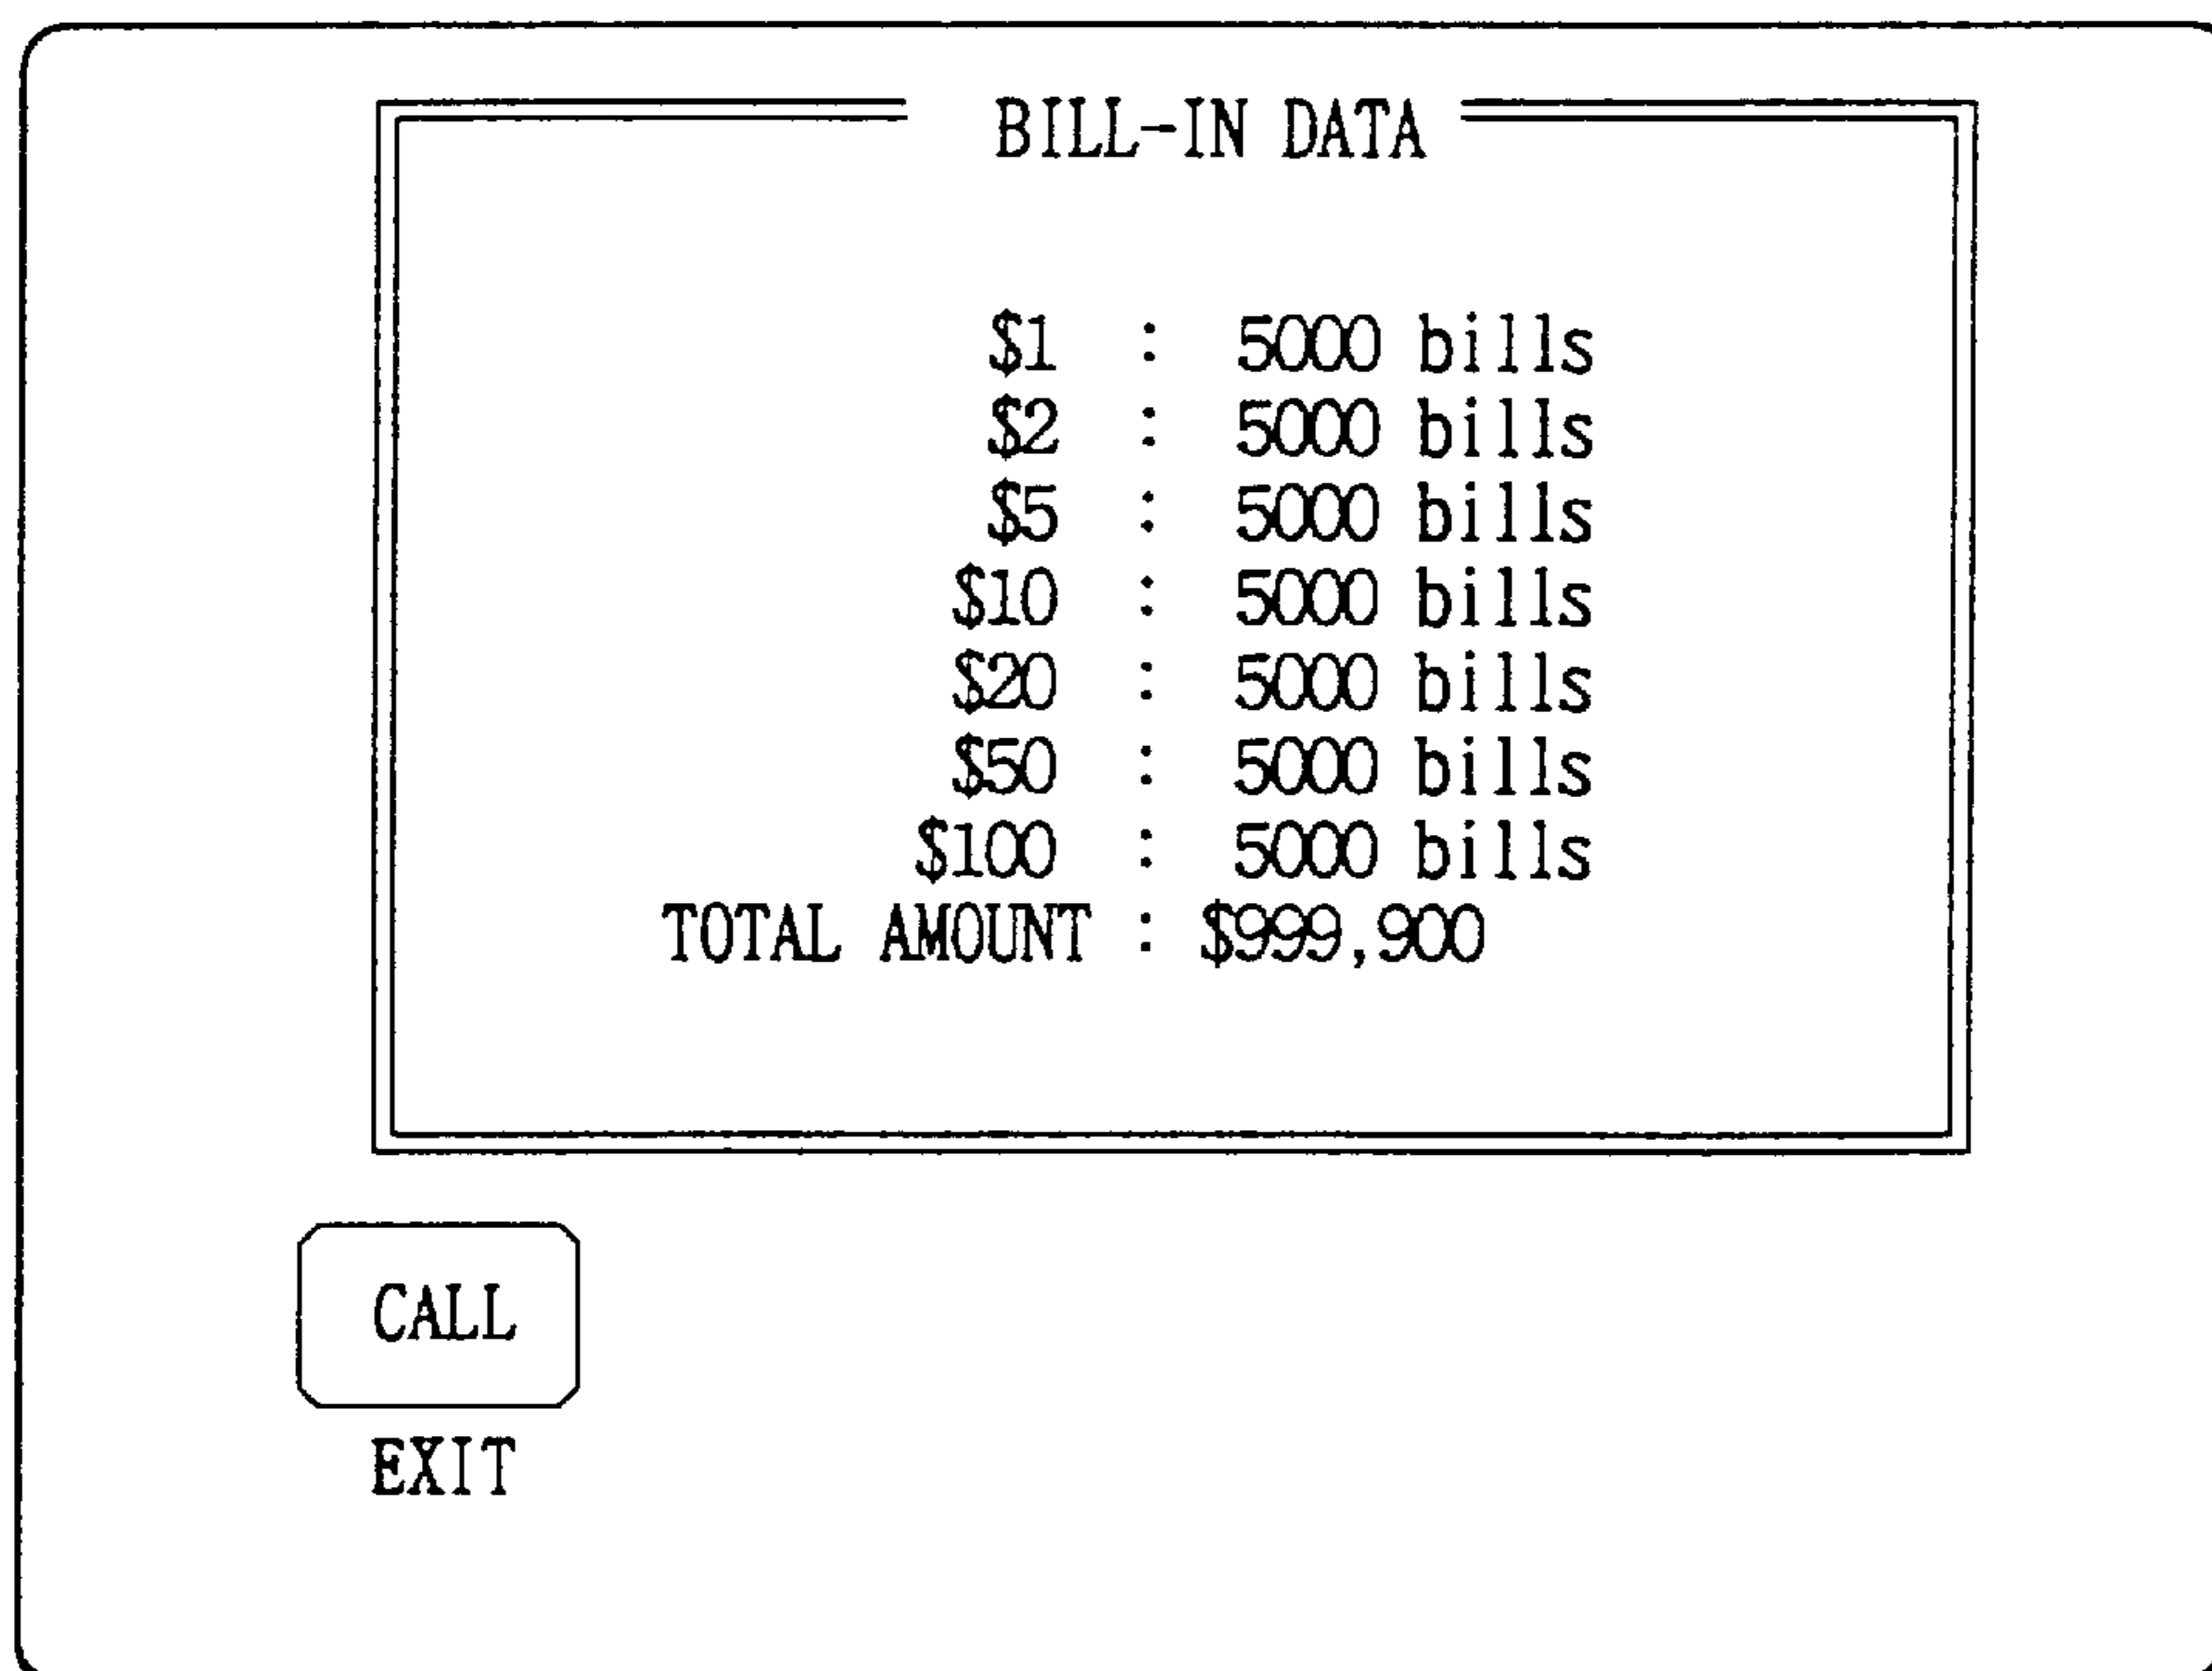 BILL-IN DATA
$1 : 5000 bills
$2 : 5000 bills
$5 : 5000 bills
$10 : 5000 bills
$20 : 5000 bills
$50 : 5000 bills
$100 : 5000 bills
TOTAL AMOUNT : $999,900
CALL
EXIT